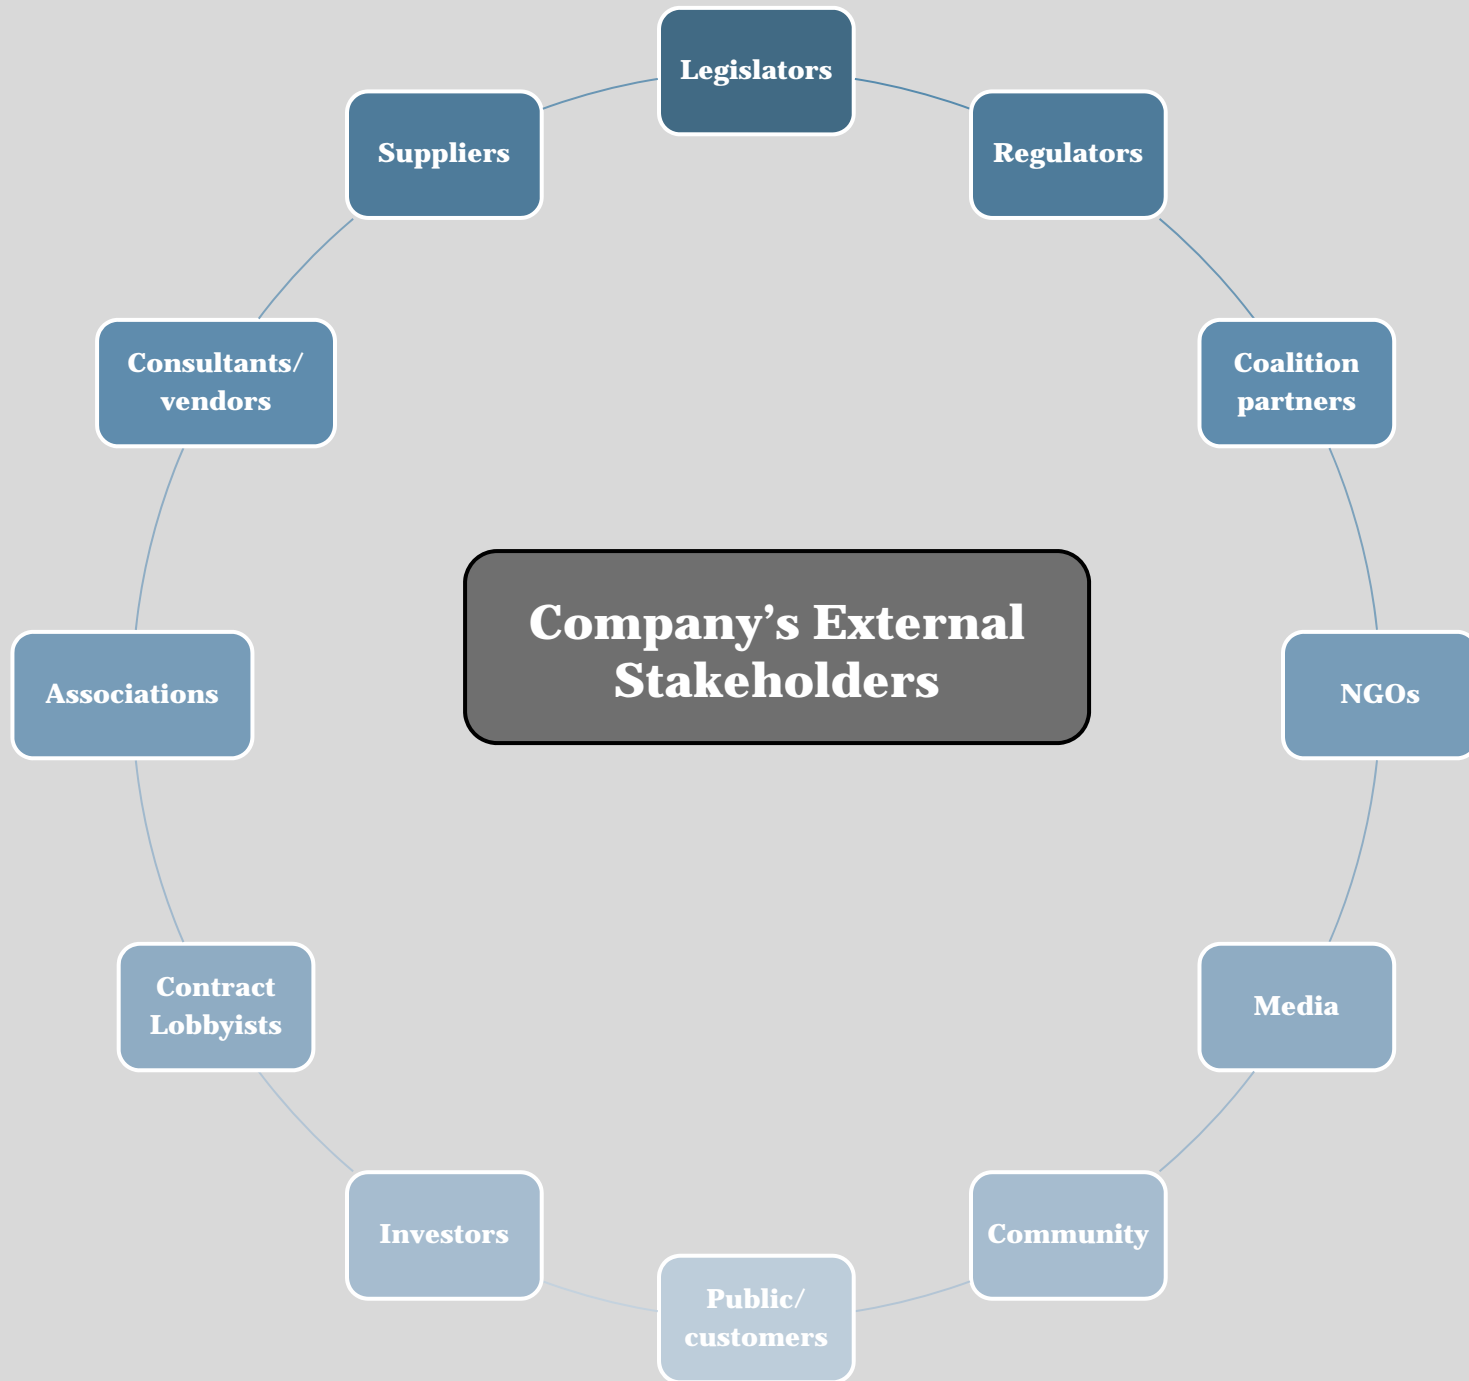 Legislators
Suppliers
Regulators
Consultants/
vendors
Coalition
partners
Company’s External
Stakeholders
Associations
NGOs
Contract
Lobbyists
Media
Investors
Community
Public/
customers